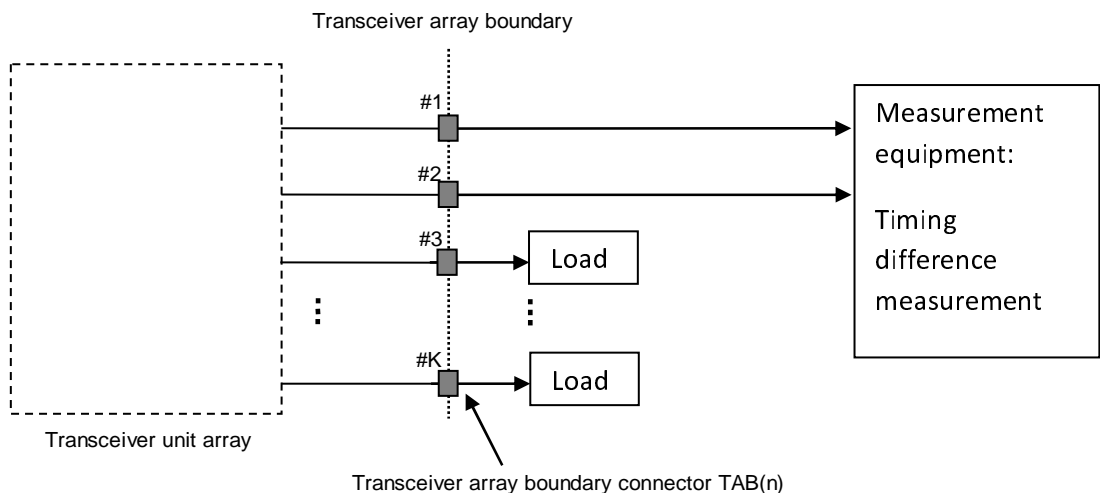 Transceiver array boundary
#1
Measurement
equipment:
#2
Timing
difference
measurement
#3
Load
#K
Load
Transceiver unit array
Transceiver array boundary connector TAB(n)